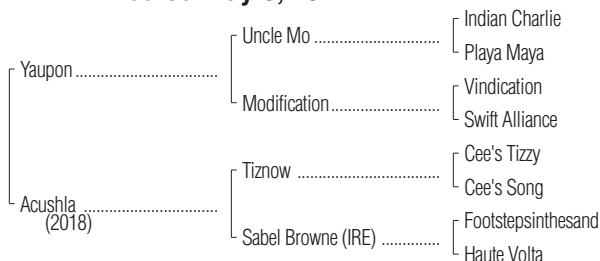 Indian Charlie
Uncle Mo ..............................
Playa Maya
Yaupon ..................................
Vindication
Modification..........................
Swift Alliance
Cee's Tizzy
Tiznow ..................................
Cee's Song
Acushla ................................
(2018)
Footstepsinthesand
Sabel Browne (IRE) ..............
Haute Volta